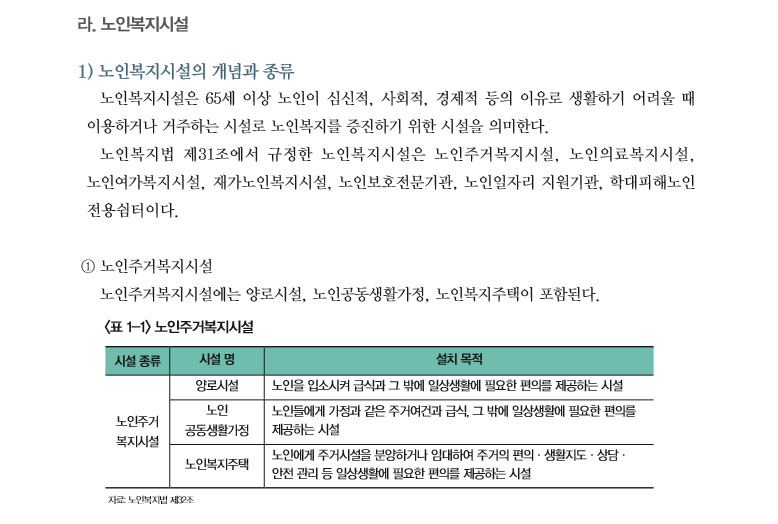 라. 노인복지시설
1) 노인복지시설의 개념과 종류
노인복지시설은 65세 이상 노인이 심신적, 사회적, 경제적 등의 이유로 생활하기 어려울 때
이용하거나 거주하는 시설로 노인복지를 증진하기 위한 시설을 의미한다.
노인복지법 제31조에서 규정한 노인복지시설은 노인주거복지시설, 노인의료복지시설,
노인여가복지시설, 재가노인복지시설, 노인보호전문기관, 노인일자리 지원기관, 학대피해노인
전용쉼터이다.
① 노인주거복지시설
노인주거복지시설에는 양로시설, 노인공동생활가정, 노인복지주택이 포함된다.
〈표 1-1〉 노인주거복지시설
시설 종류 시설 명 설치 목적
노인주거
복지시설
양로시설 노인을 입소시켜 급식과 그 밖에 일상생활에 필요한 편의를 제공하는 시설
노인
공동생활가정
노인들에게 가정과 같은 주거여건과 급식, 그 밖에 일상생활에 필요한 편의를
제공하는 시설
노인복지주택
노인에게 주거시설을 분양하거나 임대하여 주거의 편의 · 생활지도 · 상담 ·
안전 관리 등 일상생활에 필요한 편의를 제공하는 시설
자료: 노인복지법 제32조